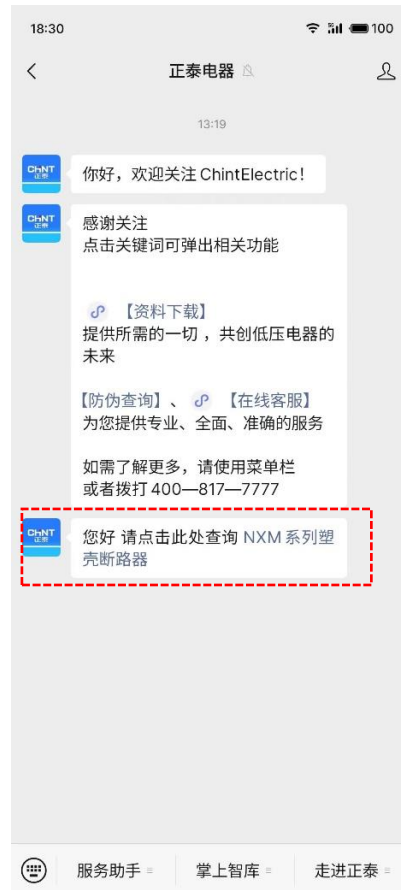 18:30
5G
100
正泰电器
13:19
CHNT
正泰
你好，欢迎关注 ChintElectric！
CHNT
正泰
感谢关注
点击关键词可弹出相关功能
【资料下载】
提供所需的一切 ，共创低压电器的
未来
【防伪查询】、 【在线客服】
为您提供专业、全面、准确的服务
如需了解更多，请使用菜单栏
或者拨打 400—817—7777
CHNT
正泰
您好 请点击此处查询 NXM 系列塑
壳断路器
服务助手
掌上智库
走进正泰